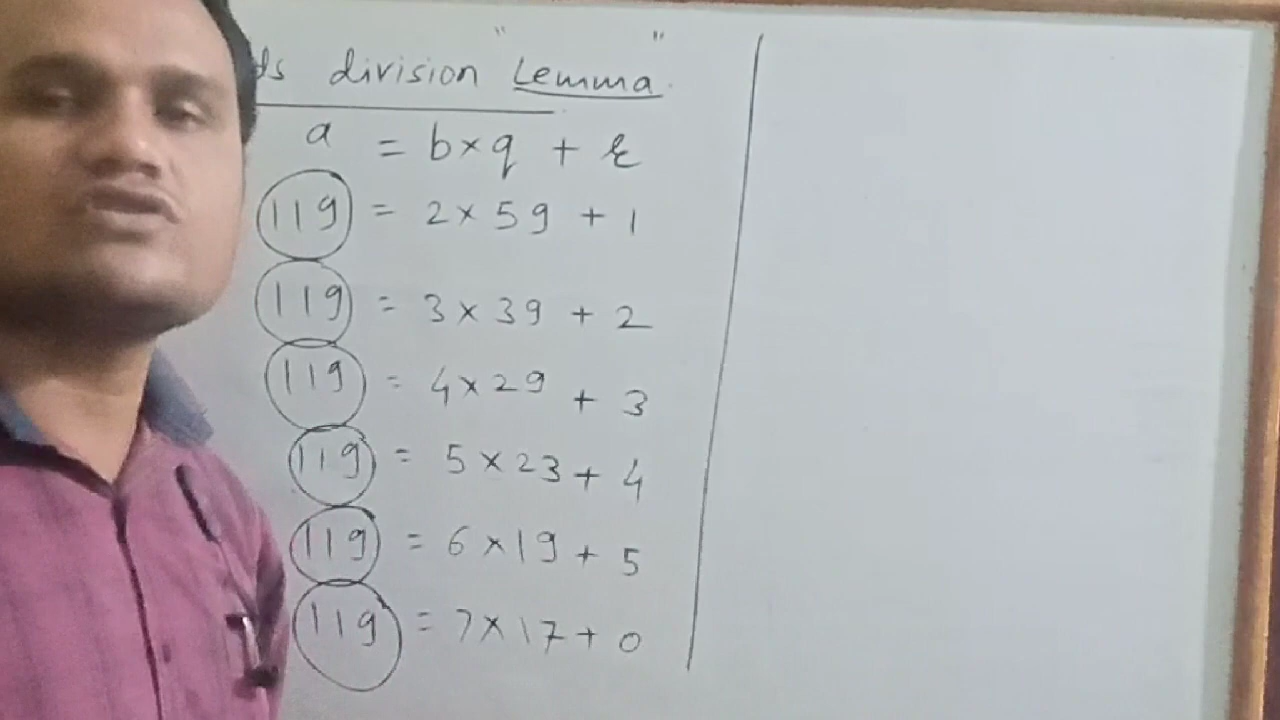 ds division "Lemma"
a = b × q + r
119 = 2 × 59 + 1
119 = 3 × 39 + 2
119 = 4 × 29 + 3
119 = 5 × 23 + 4
119 = 6 × 19 + 5
119 = 7 × 17 + 0